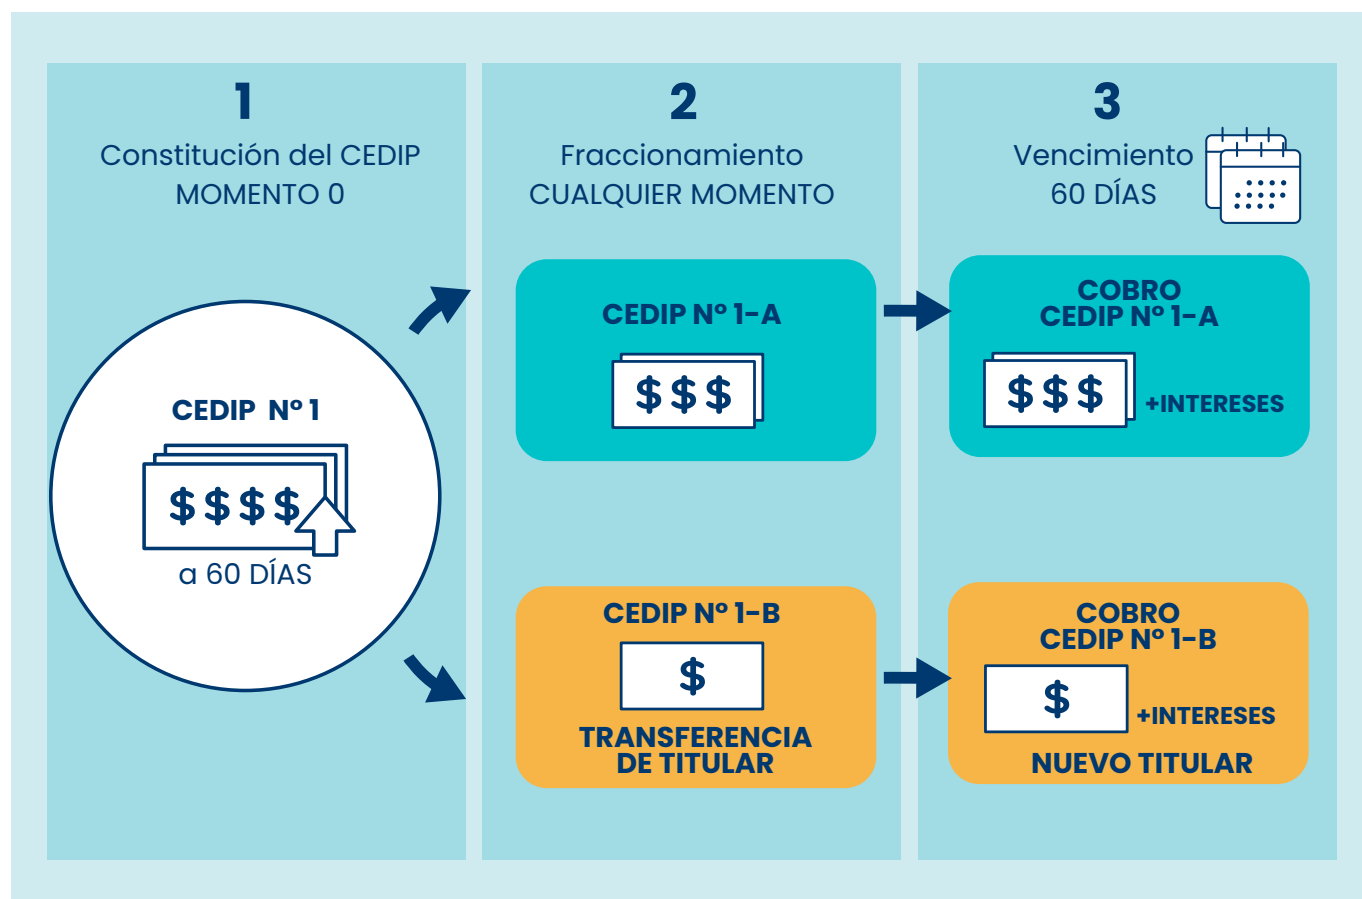 1
Constitución del CEDIP
MOMENTO 0
CEDIP Nº 1
$ $ $ $
a 60 DÍAS
2
Fraccionamiento
CUALQUIER MOMENTO
CEDIP Nº 1-A
$ $ $
CEDIP Nº 1-B
$
TRANSFERENCIA
DE TITULAR
3
Vencimiento
60 DÍAS
COBRO
CEDIP Nº 1-A
$ $ $
+INTERESES
COBRO
CEDIP Nº 1-B
$
+INTERESES
NUEVO TITULAR